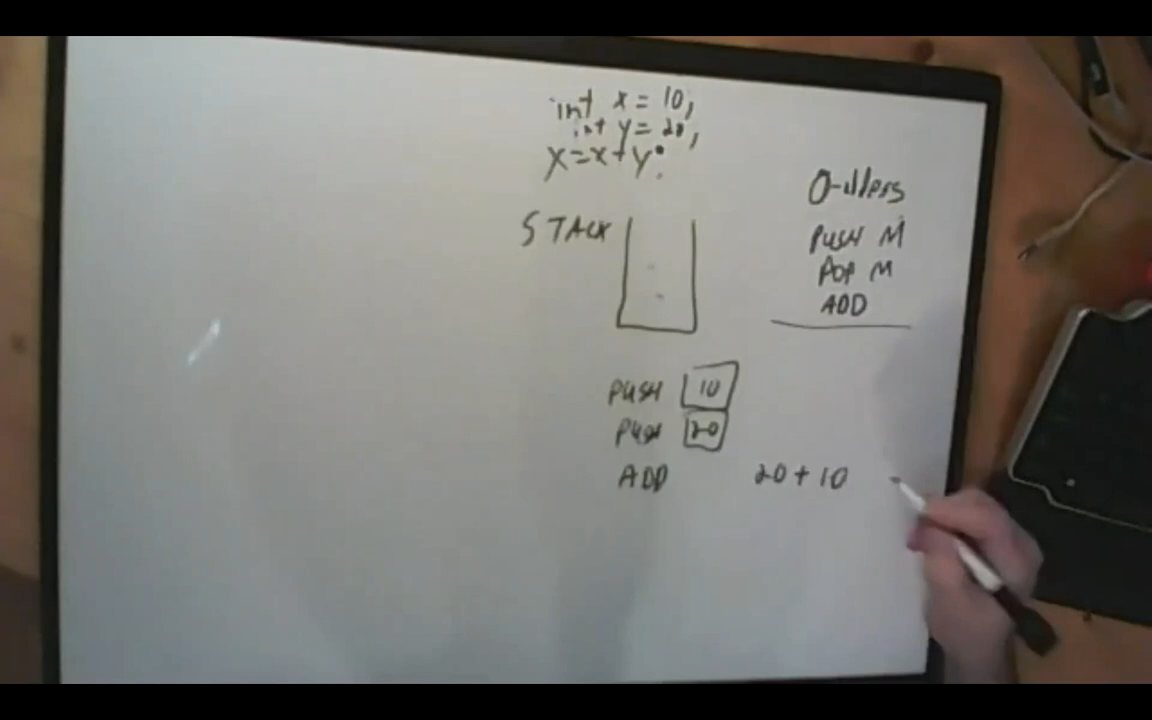 int x = 10;
int y = 20;
X=x+y;
STACK
0-address
PUSH M
POP M
ADD
PUSH 10
PUSH 20
ADD 20+10